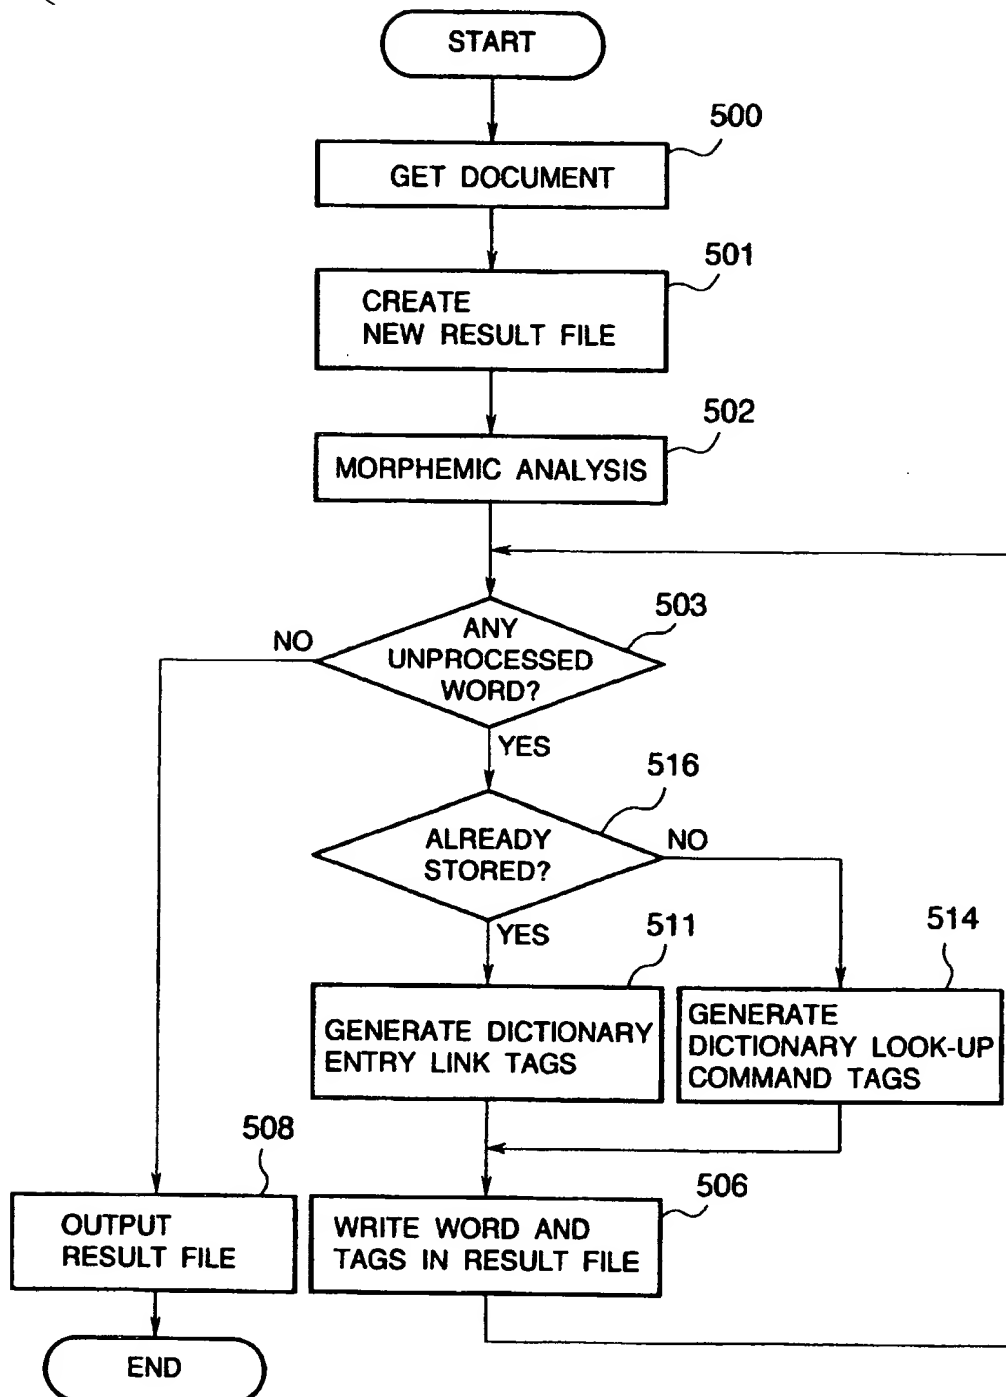 START
500
GET DOCUMENT
501
CREATE
NEW RESULT FILE
502
MORPHEMIC ANALYSIS
503
NO
ANY
UNPROCESSED
WORD?
YES
516
ALREADY
STORED?
NO
YES
511
514
GENERATE DICTIONARY
ENTRY LINK TAGS
GENERATE
DICTIONARY LOOK-UP
COMMAND TAGS
508
506
OUTPUT
RESULT FILE
WRITE WORD AND
TAGS IN RESULT FILE
END